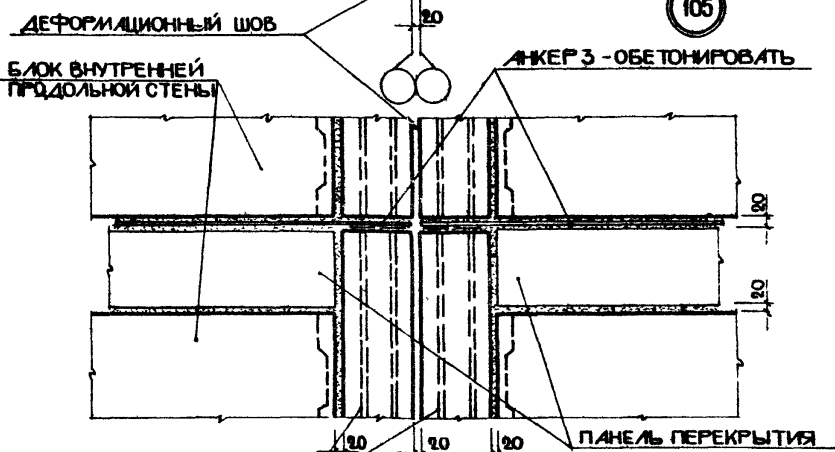 20
105
ДЕФОРМАЦИОННЫЙ ШОВ
АНКЕР 3 - ОБЕТОНИРОВАТЬ
БЛОК ВНУТРЕННЕЙ
ПРОДОЛЬНОЙ СТЕНЫ
20
20
20
20
20
ПАНЕЛЬ ПЕРЕКРЫТИЯ